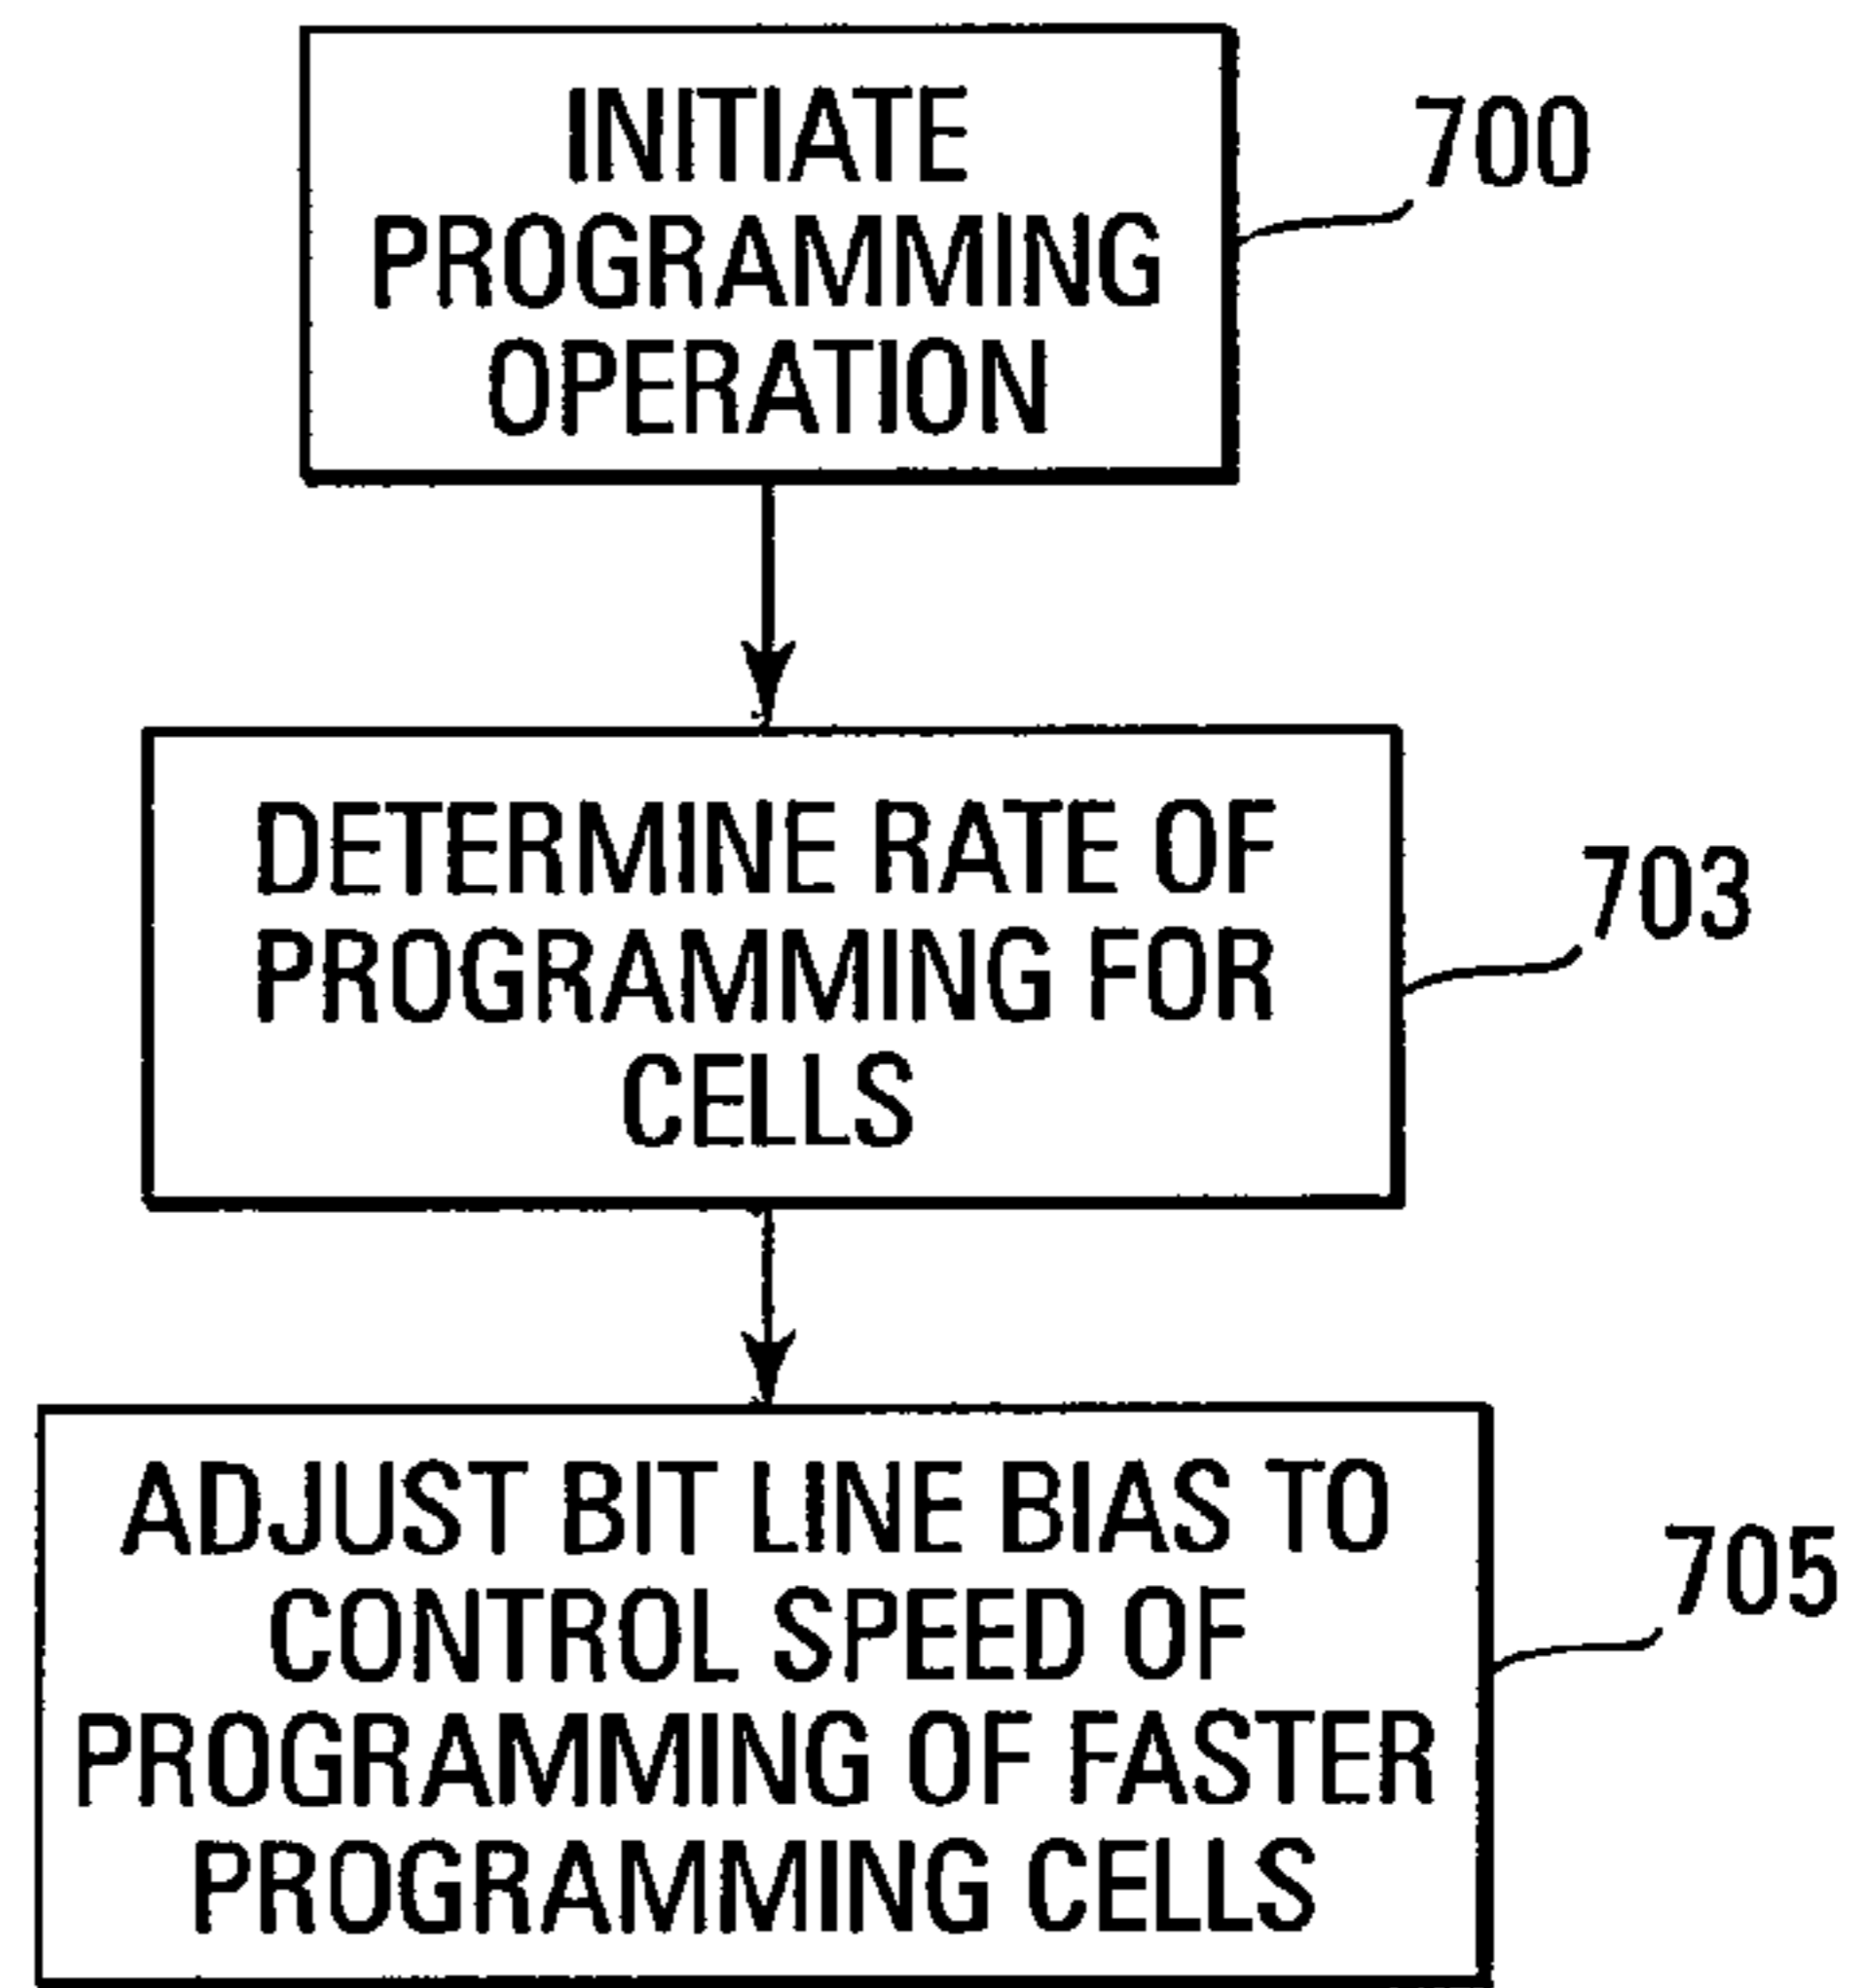 INITIATE
PROGRAMMING
OPERATION
700
DETERMINE RATE OF
PROGRAMMING FOR
CELLS
703
ADJUST BIT LINE BIAS TO
CONTROL SPEED OF
PROGRAMMING OF FASTER
PROGRAMMING CELLS
705